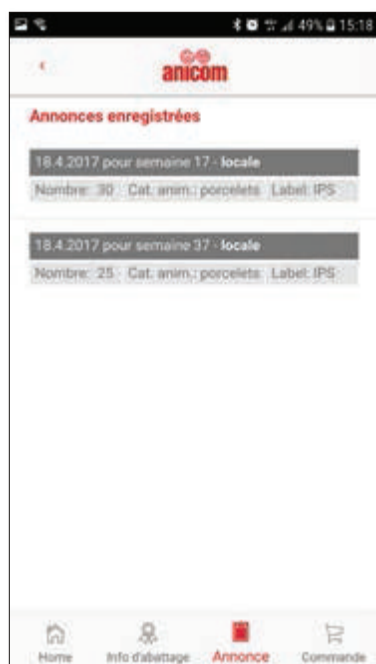 49% 15:18
anicom
Annonces enregistrées
18.4.2017 pour semaine 17 - locale
Nombre: 30 Cat. anim.: porcelets Label: IPS
18.4.2017 pour semaine 37 - locale
Nombre: 25 Cat. anim.: porcelets Label: IPS
Home Info d'abattage Annonce Commande